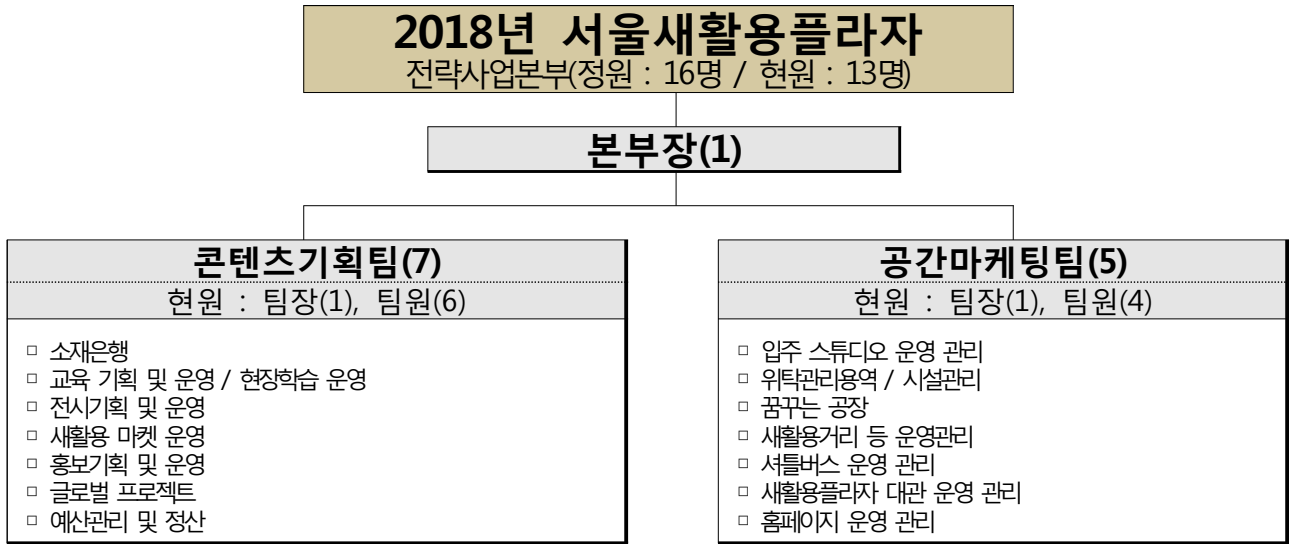 2018년 서울새활용플라자
전략사업본부(정원 : 16명 / 현원 : 13명)
본부장(1)
콘텐츠기획팀(7)
현원 : 팀장(1), 팀원(6)
□ 소재은행
□ 교육 기획 및 운영 / 현장학습 운영
□ 전시기획 및 운영
□ 새활용 마켓 운영
□ 홍보기획 및 운영
□ 글로벌 프로젝트
□ 예산관리 및 정산
공간마케팅팀(5)
현원 : 팀장(1), 팀원(4)
□ 입주 스튜디오 운영 관리
□ 위탁관리용역 / 시설관리
□ 꿈꾸는 공장
□ 새활용거리 등 운영관리
□ 셔틀버스 운영 관리
□ 새활용플라자 대관 운영 관리
□ 홈페이지 운영 관리